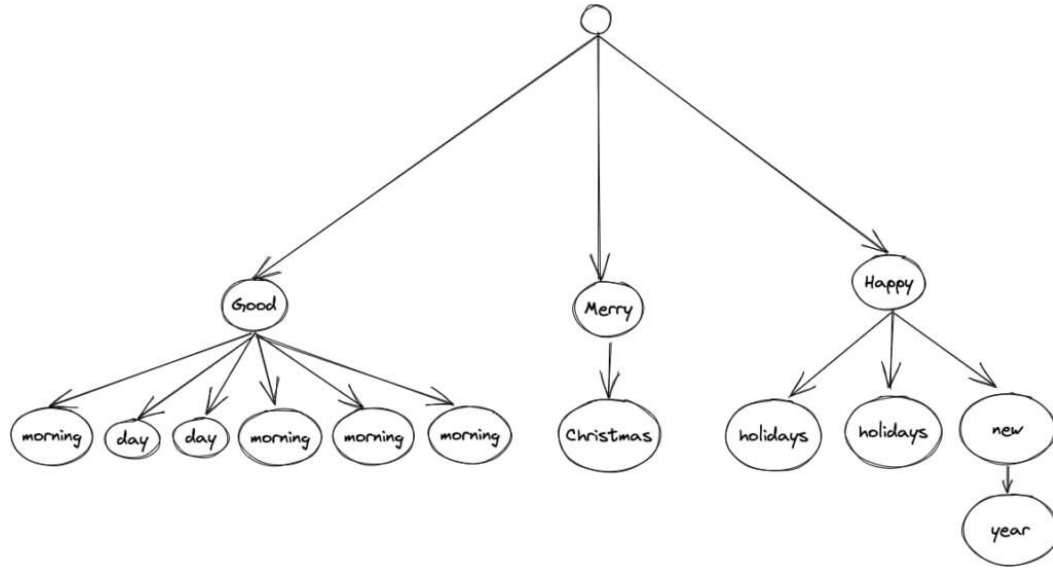 Good
Merry
Happy
morning
day
day
morning
morning
morning
Christmas
holidays
holidays
new
year